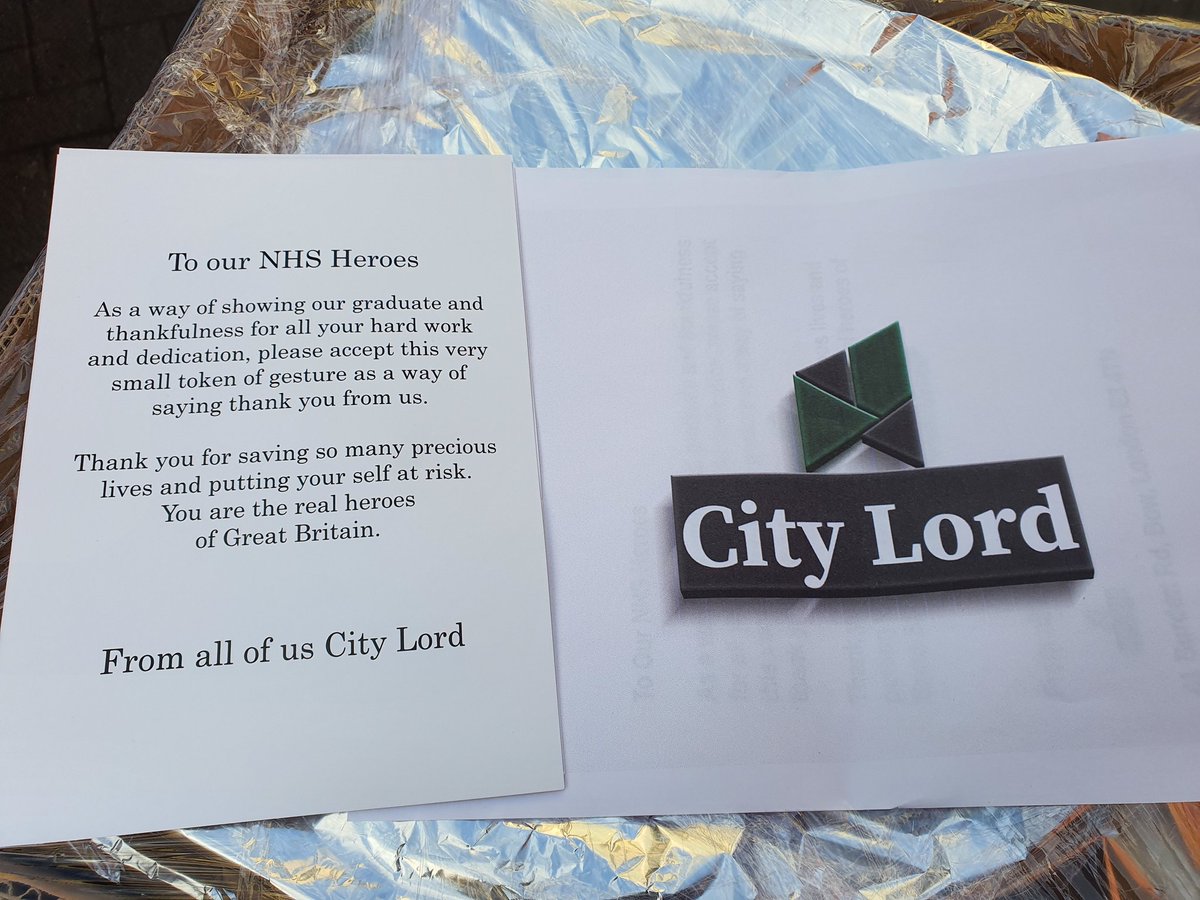 To our NHS Heroes
As a way of showing our graduate and
thankfulness for all your hard work
and dedication, please accept this very
small token of gesture as a way of
saying thank you from us.
Thank you for saving so many precious
lives and putting your self at risk.
You are the real heroes
of Great Britain.
From all of us City Lord
City Lord